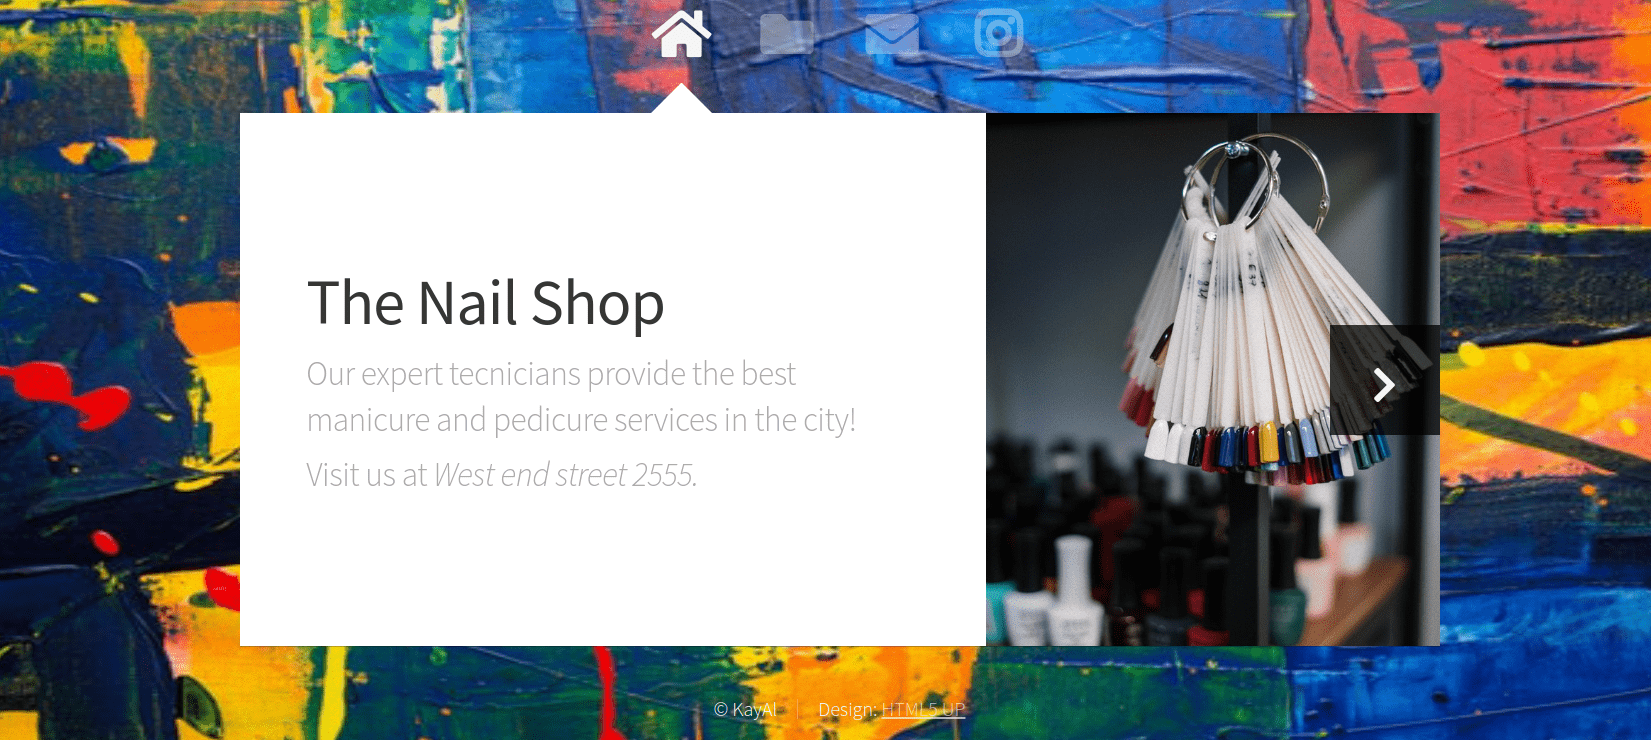 The Nail Shop
Our expert tecnicians provide the best
manicure and pedicure services in the city!
Visit us at West end street 2555.
© KayAI Design: HTML5 UP